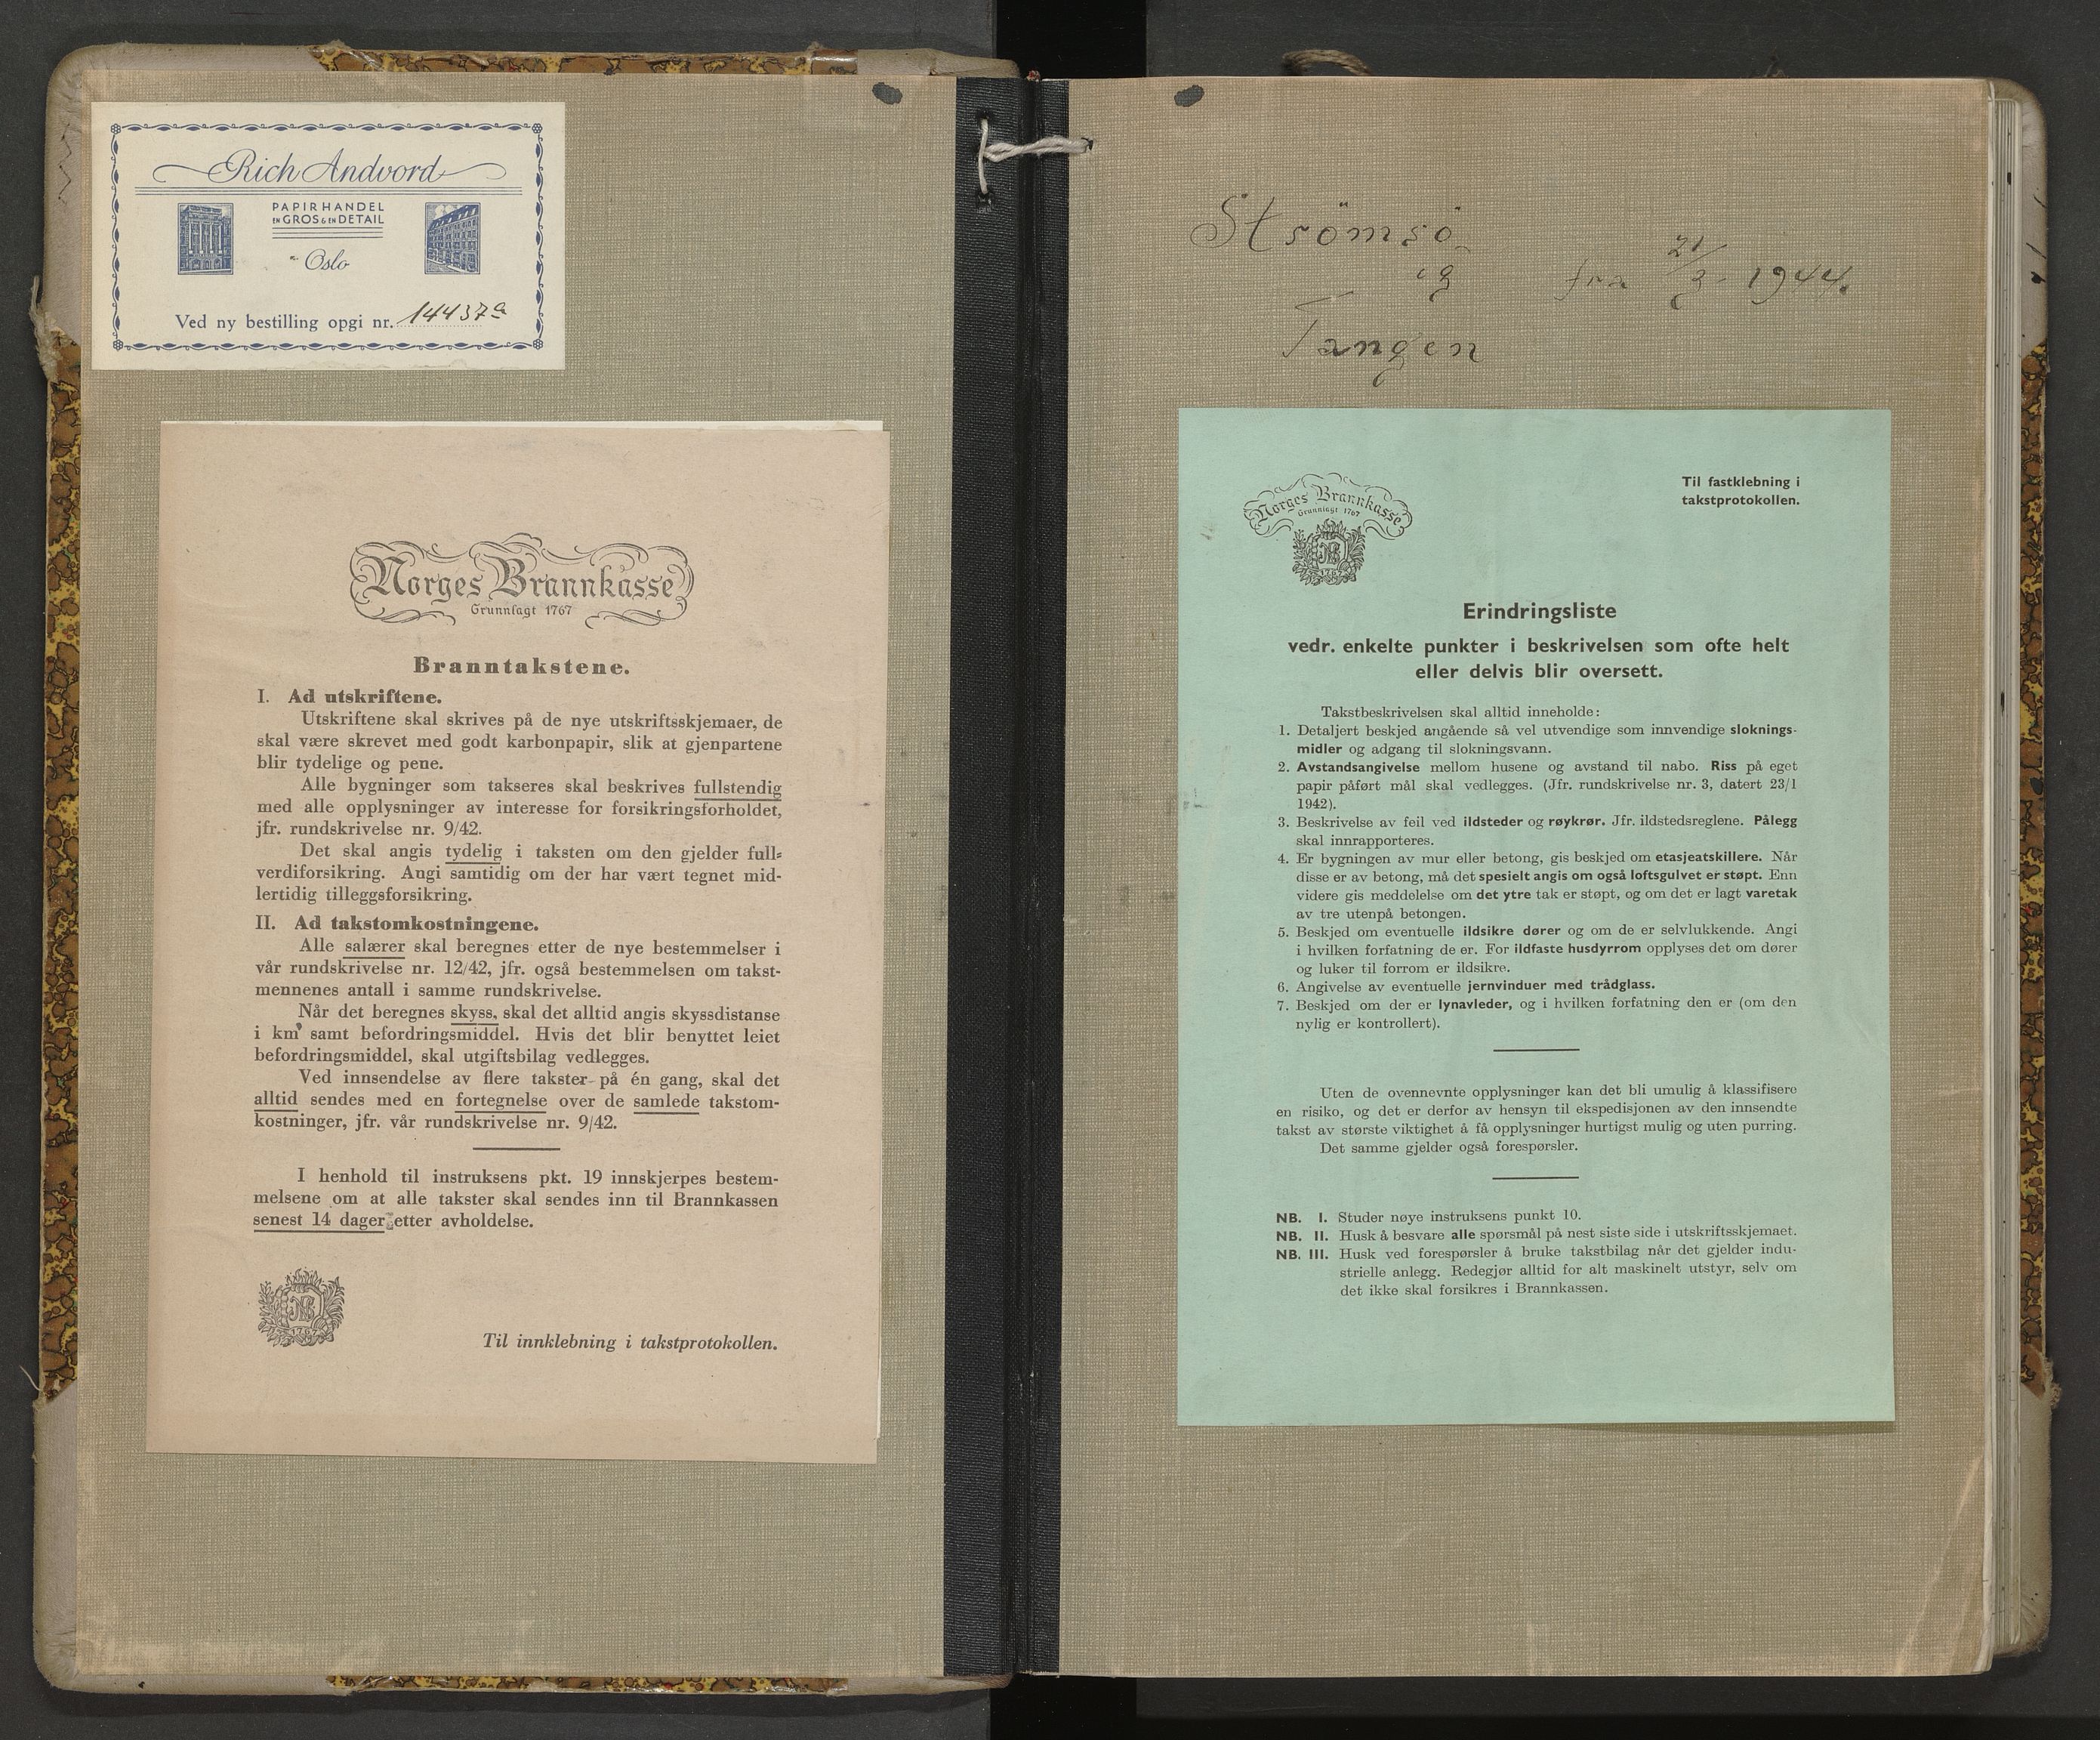 Rich Andvord
PAPIRHANDEL
EN GROS & EN DETAIL
Oslo
Ved ny bestilling opgi nr. 14437a
Norges Brannkasse
Grunnlagt 1767
Branntakstene.
I. Ad utskriftene.
Utskriftene skal skrives på de nye utskriftsskjemaer, de
skal være skrevet med godt karbonpapir, slik at gjenpartene
blir tydelige og pene.
Alle bygninger som takseres skal beskrives fullstendig
med alle opplysninger av interesse for forsikringsforholdet,
jfr. rundskrivelse nr. 9/42.
Det skal angis tydelig i taksten om den gjelder full-
verdiforsikring. Angi samtidig om der har vært tegnet mid-
lertidig tilleggsforsikring.
II. Ad takstomkostningene.
Alle salærer skal beregnes etter de nye bestemmelser i
vår rundskrivelse nr. 12/42, jfr. også bestemmelsen om takst-
mennenes antall i samme rundskrivelse.
Når det beregnes skyss, skal det alltid angis skyssdistanse
i km samt befordringsmiddel. Hvis det blir benyttet leiet
befordringsmiddel, skal utgiftsbilag vedlegges.
Ved innsendelse av flere takster på én gang, skal det
alltid sendes med en fortegnelse over de samlede takstom-
kostninger, jfr. vår rundskrivelse nr. 9/42.
I henhold til instruksens pkt. 19 innskjerpes bestem-
melsene om at alle takster skal sendes inn til Brannkassen
senest 14 dager etter avholdelse.
NB
1767
Til innklebning i takstprotokollen.
Strömsö
og
Tangen
fra 21/3 - 1944.
Norges Brannkasse
Grunnlagt 1767
NB
1767
Til fastklebning i
takstprotokollen.
Erindringsliste
vedr. enkelte punkter i beskrivelsen som ofte helt
eller delvis blir oversett.
Takstbeskrivelsen skal alltid inneholde:
1. Detaljert beskjed angående så vel utvendige som innvendige sloknings-
midler og adgang til slokningsvann.
2. Avstandsangivelse mellom husene og avstand til nabo. Riss på eget
papir påført mål skal vedlegges. (Jfr. rundskrivelse nr. 3, datert 23/1
1942).
3. Beskrivelse av feil ved ildsteder og røykrør. Jfr. ildstedsreglene. Pålegg
skal innrapporteres.
4. Er bygningen av mur eller betong, gis beskjed om etasjeatskillere. Når
disse er av betong, må det spesielt angis om også loftsgulvet er støpt. Enn
videre gis meddelelse om det ytre tak er støpt, og om det er lagt varetak
av tre utenpå betongen.
5. Beskjed om eventuelle ildsikre dører og om de er selvlukkende. Angi
i hvilken forfatning de er. For ildfaste husdyrrom opplyses det om dører
og luker til forrom er ildsikre.
6. Angivelse av eventuelle jernvinduer med trådglass.
7. Beskjed om der er lynavleder, og i hvilken forfatning den er (om den
nylig er kontrollert).
Uten de ovennevnte opplysninger kan det bli umulig å klassifisere
en risiko, og det er derfor av hensyn til ekspedisjonen av den innsendte
takst av største viktighet å få opplysninger hurtigst mulig og uten purring.
Det samme gjelder også forespørsler.
NB. I. Studer nøye instruksens punkt 10.
NB. II. Husk å besvare alle spørsmål på nest siste side i utskriftsskjemaet.
NB. III. Husk ved forespørsler å bruke takstbilag når det gjelder indu-
strielle anlegg. Redegjør alltid for alt maskinelt utstyr, selv om
det ikke skal forsikres i Brannkassen.